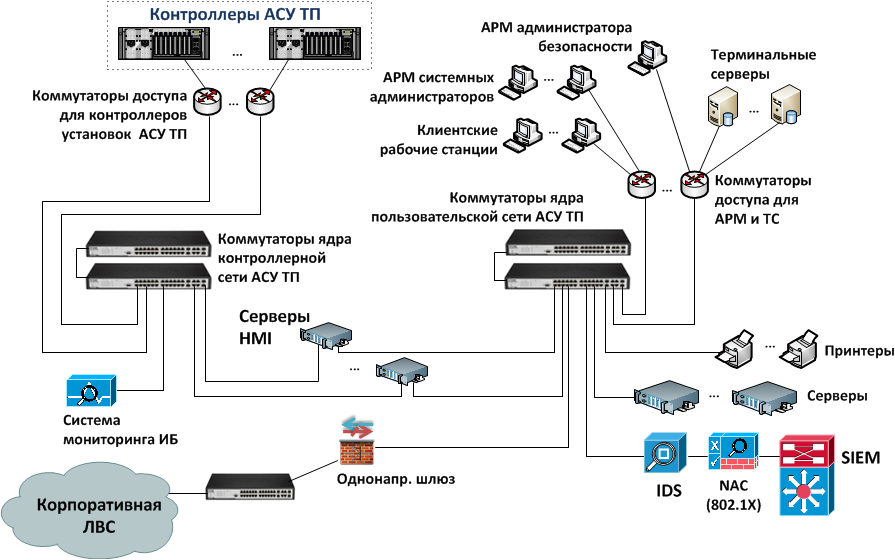 Контроллеры АСУ ТП
...
Коммутаторы доступа
для контроллеров
установок АСУ ТП
...
АРМ администратора
безопасности
АРМ системных
администраторов
...
Терминальные
серверы
...
Клиентские
рабочие станции
...
...
Коммутаторы
доступа для
АРМ и ТС
Коммутаторы ядра
пользовательской сети АСУ ТП
Коммутаторы ядра
контроллерной
сети АСУ ТП
Серверы
HMI
...
...
Принтеры
...
Серверы
Система
мониторинга ИБ
Однонапр. шлюз
IDS
NAC
(802.1X)
SIEM
Корпоративная
ЛВС